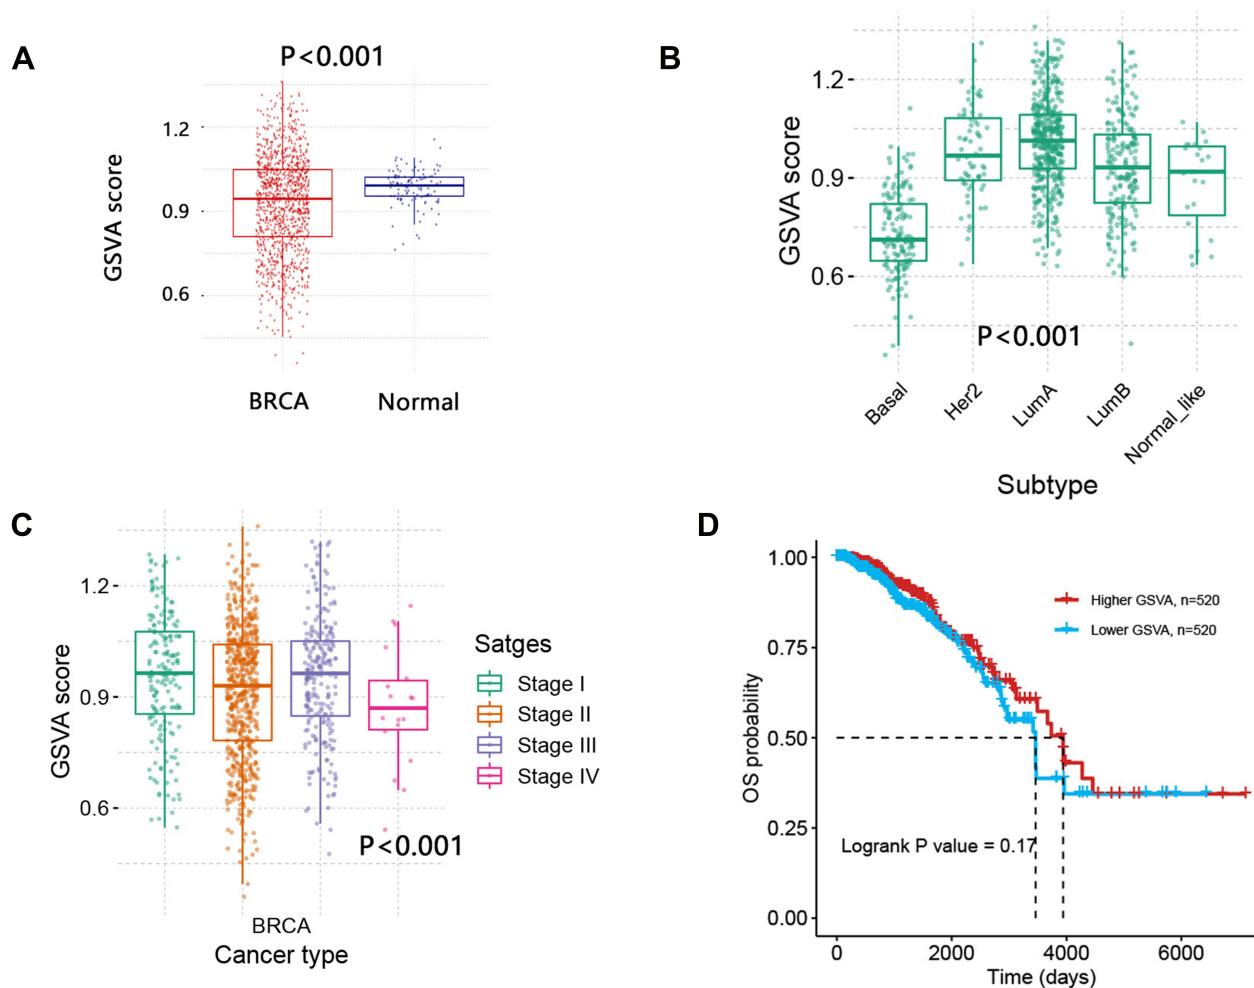 A
P<0.001
GSVA score
1.2
0.9
0.6
BRCA
Normal
B
GSVA score
1.2
0.9
0.6
P<0.001
Basal
Her2
LumA
LumB
Normal_like
Subtype
C
GSVA score
1.2
0.9
0.6
Satges
Stage I
Stage II
Stage III
Stage IV
P<0.001
BRCA
Cancer type
D
OS probability
1.00
0.75
0.50
0.25
0.00
Higher GSVA, n=520
Lower GSVA, n=520
Logrank P value = 0.17
0
2000
4000
6000
Time (days)